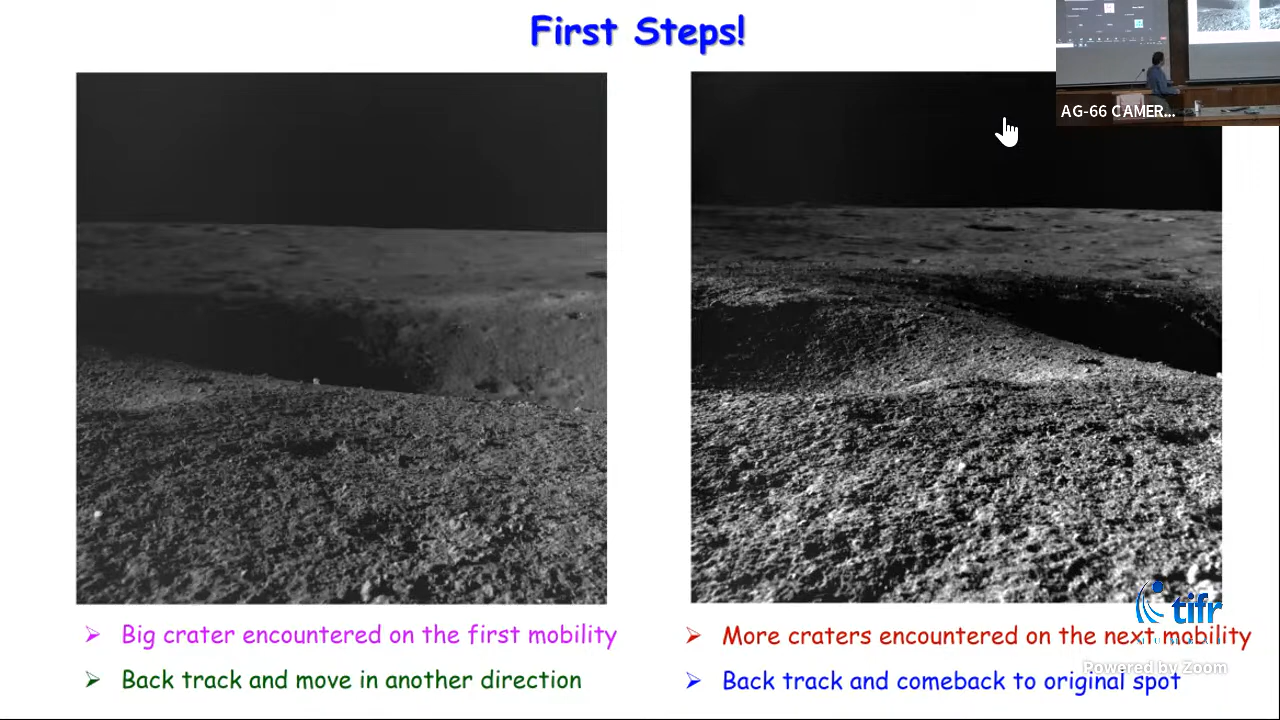 First Steps!
AG-66 CAMER...
Big crater encountered on the first mobility
Back track and move in another direction
More craters encountered on the next mobility
Back track and comeback to original spot
tifr
Powered by Zoom